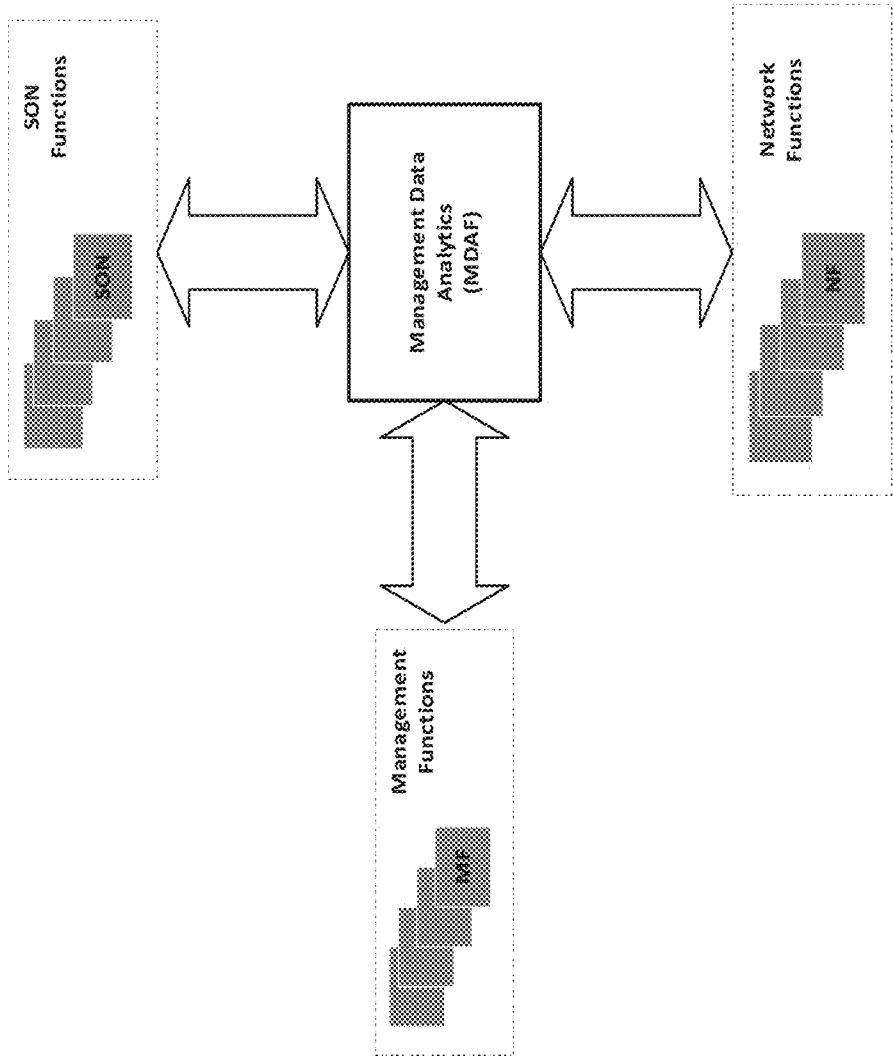 SON
Functions
SON
Management Data
Analytics
(MDAF)
Management
Functions
MF
Network
Functions
NF